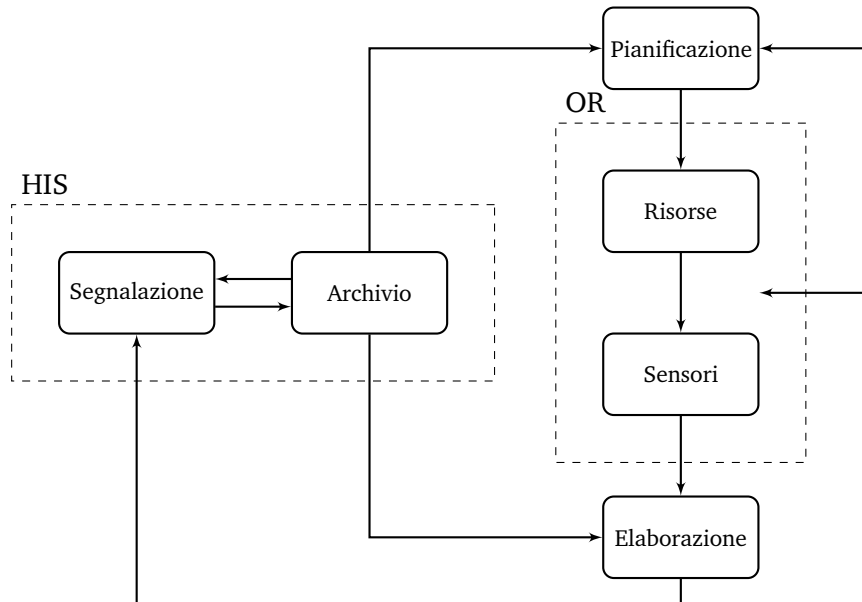 Pianificazione
OR
Risorse
HIS
Segnalazione
Archivio
Sensori
Elaborazione